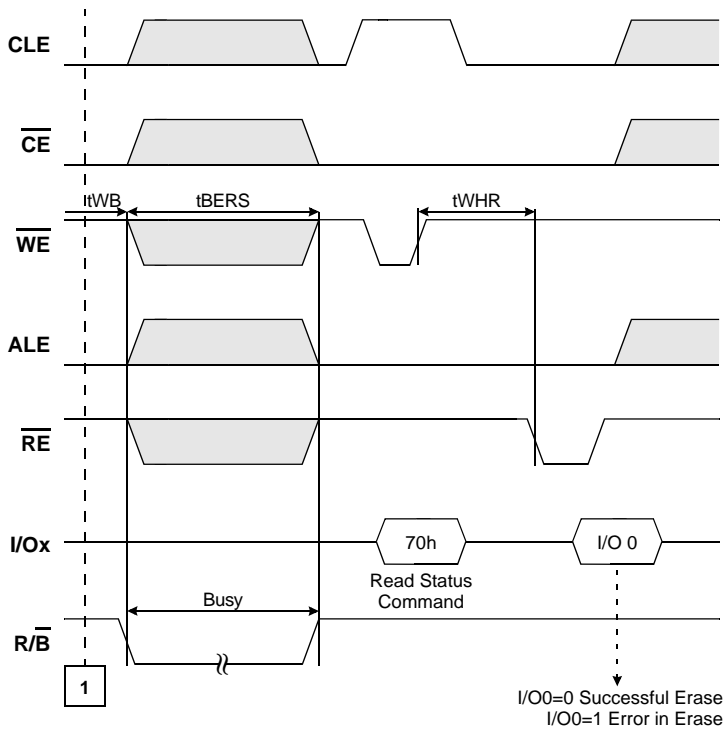 CLE
CE
tWB
tBERS
tWHR
WE
ALE
RE
I/Ox
70h
I/O 0
Read Status
Command
Busy
R/B
1
I/O0=0 Successful Erase
I/O0=1 Error in Erase